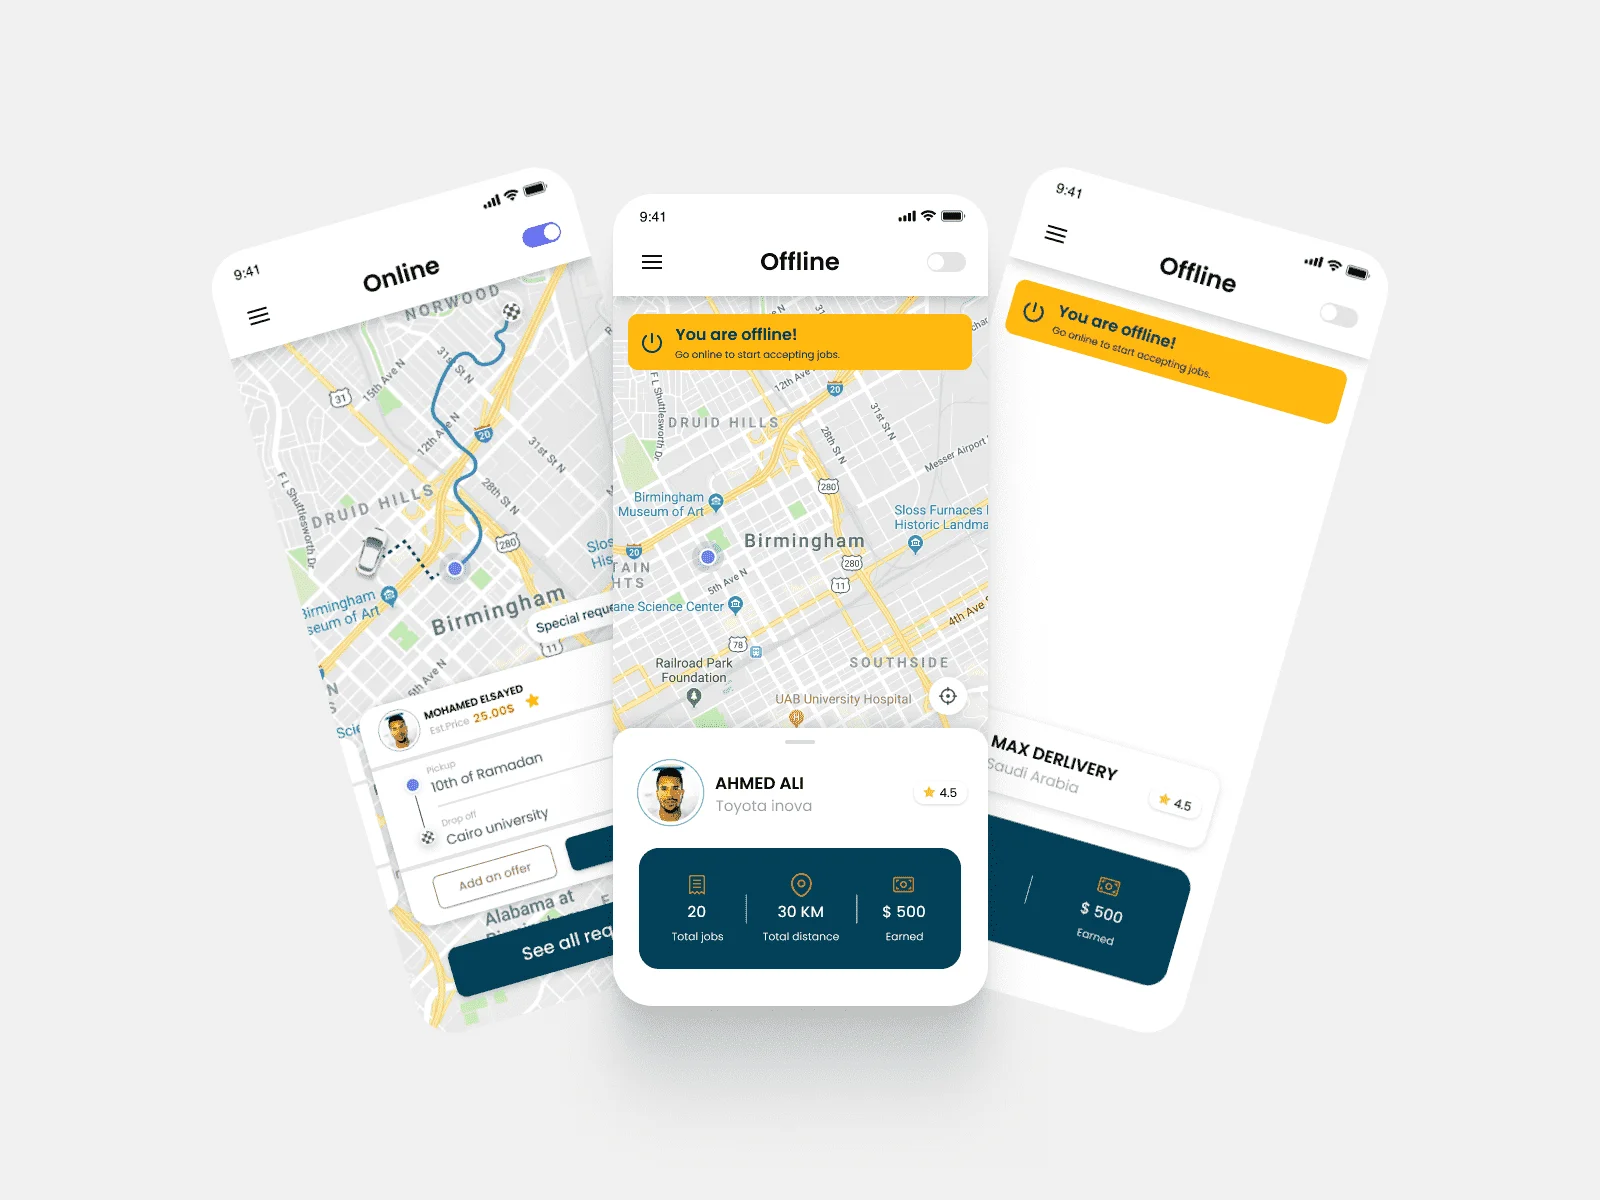 9:41
Online
NORWOOD
31st St N
15th Ave N
31
12th Ave N
20
31st St N
28th St N
F L Shuttlesworth Dr
DRUID HILLS
280
Birmingham
Birmingham
11
Special reque
5th Ave N
MOHAMED ELSAYED
Est.Price 25.00$
Pickup
10th of Ramadan
Drop off
Cairo university
Add an offer
Alabama at
See all req
9:41
Offline
You are offline!
Go online to start accepting jobs.
12th Ave N
20
F L Shuttlesworth Dr
DRUID HILLS
31st St N
28th St N
Messer Airport
280
Birmingham
Museum of Art
Sloss Furnaces
Historic Landma
Birmingham
20
TAIN
HTS
280
11
5th Ave N
ane Science Center
4th Ave S
78
SOUTHSIDE
Railroad Park
Foundation
UAB University Hospital
H
AHMED ALI
Toyota inova
4.5
20
30 KM
$ 500
Total jobs
Total distance
Earned
9:41
Offline
You are offline!
Go online to start accepting jobs.
MAX DERLIVERY
Saudi Arabia
4.5
$ 500
Earned